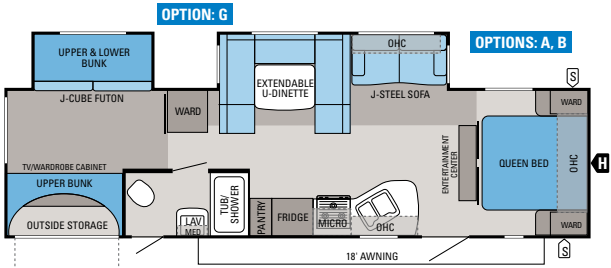 OPTION: G
OPTIONS: A, B
UPPER & LOWER
BUNK
J-CUBE FUTON
WARD
EXTENDABLE
U-DINETTE
OHC
J-STEEL SOFA
S
WARD
TV/WARDROBE CABINET
UPPER BUNK
OUTSIDE STORAGE
LAV
MED
TUB/
SHOWER
PANTRY
FRIDGE
MICRO
OHC
ENTERTAINMENT
CENTER
QUEEN BED
OHC
H
WARD
S
18' AWNING